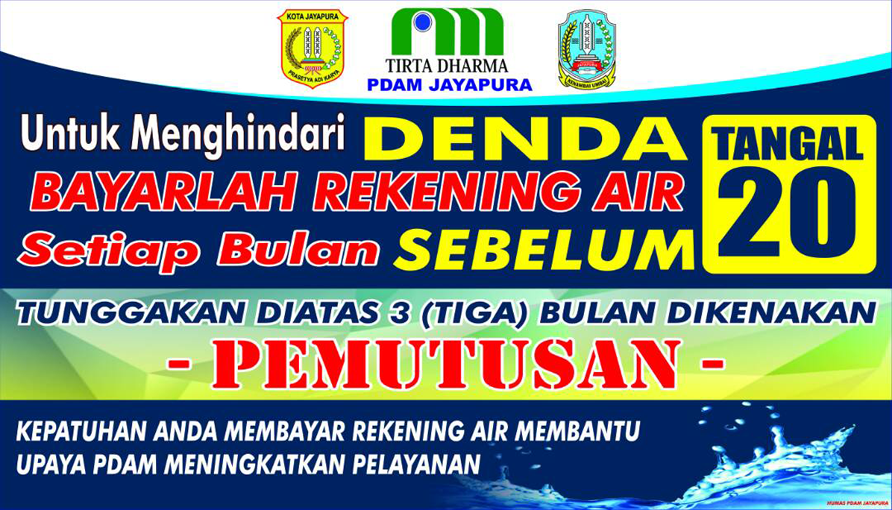 KOTA JAYAPURA
PRASETYA ADI KARYA
TIRTA DHARMA
PDAM JAYAPURA
KENAMBAI UMBAI
Untuk Menghindari DENDA
BAYARLAH REKENING AIR
Setiap Bulan SEBELUM
TANGAL
20
TUNGGAKAN DIATAS 3 (TIGA) BULAN DIKENAKAN
- PEMUTUSAN -
KEPATUHAN ANDA MEMBAYAR REKENING AIR MEMBANTU
UPAYA PDAM MENINGKATKAN PELAYANAN
HUMAS PDAM JAYAPURA